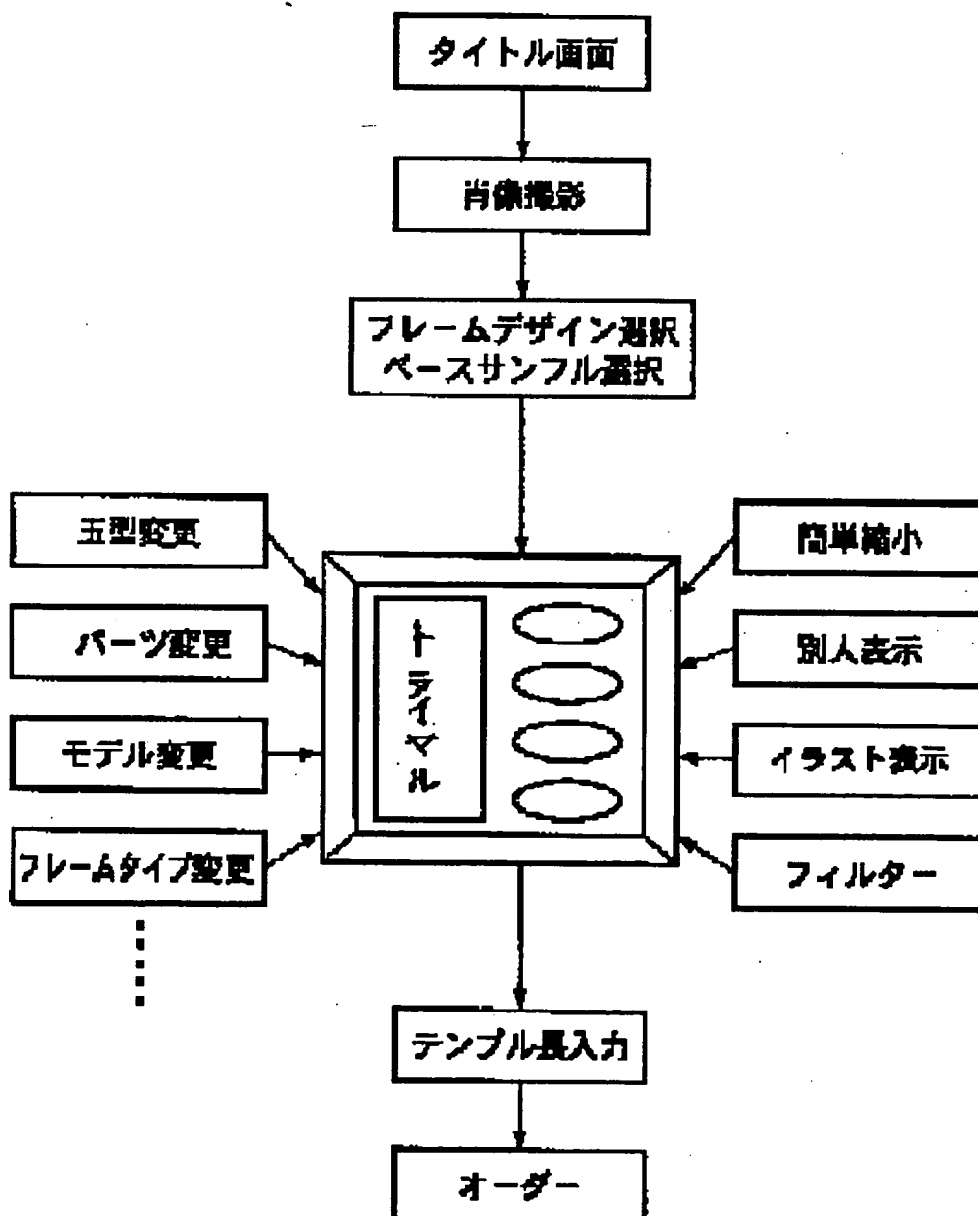 タイトル画面
肖像撮影
フレームデザイン選択
ベースサンプル選択
玉型変更
パーツ変更
モデル変更
フレームタイプ変更
トライアル
簡単縮小
別人表示
イラスト表示
フィルター
テンプル長入力
オーダー